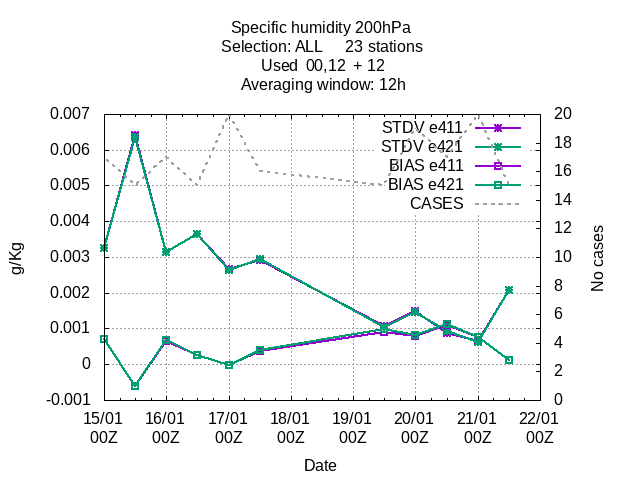 Specific humidity 200hPa
Selection: ALL     23 stations
Used  00,12  + 12
Averaging window: 12h
0.007
0.006
0.005
0.004
0.003
0.002
0.001
0
-0.001
g/Kg
STDV e411
STDV e421
BIAS e411
BIAS e421
CASES
20
18
16
14
12
10
8
6
4
2
0
No cases
15/01 16/01 17/01 18/01 19/01 20/01 21/01 22/01
00Z 00Z 00Z 00Z 00Z 00Z 00Z 00Z
Date